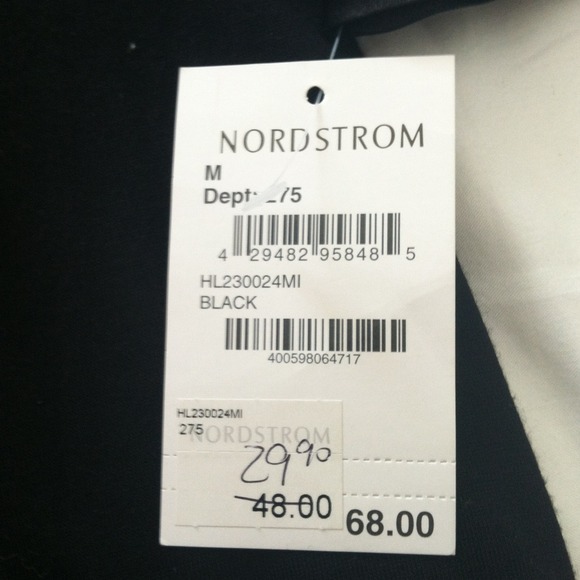 NORDSTROM
M
Dept: 275
4 29482 95848 5
HL230024MI
BLACK
400598064717
HL230024MI
275
NORDSTROM
29.90
48.00
68.00